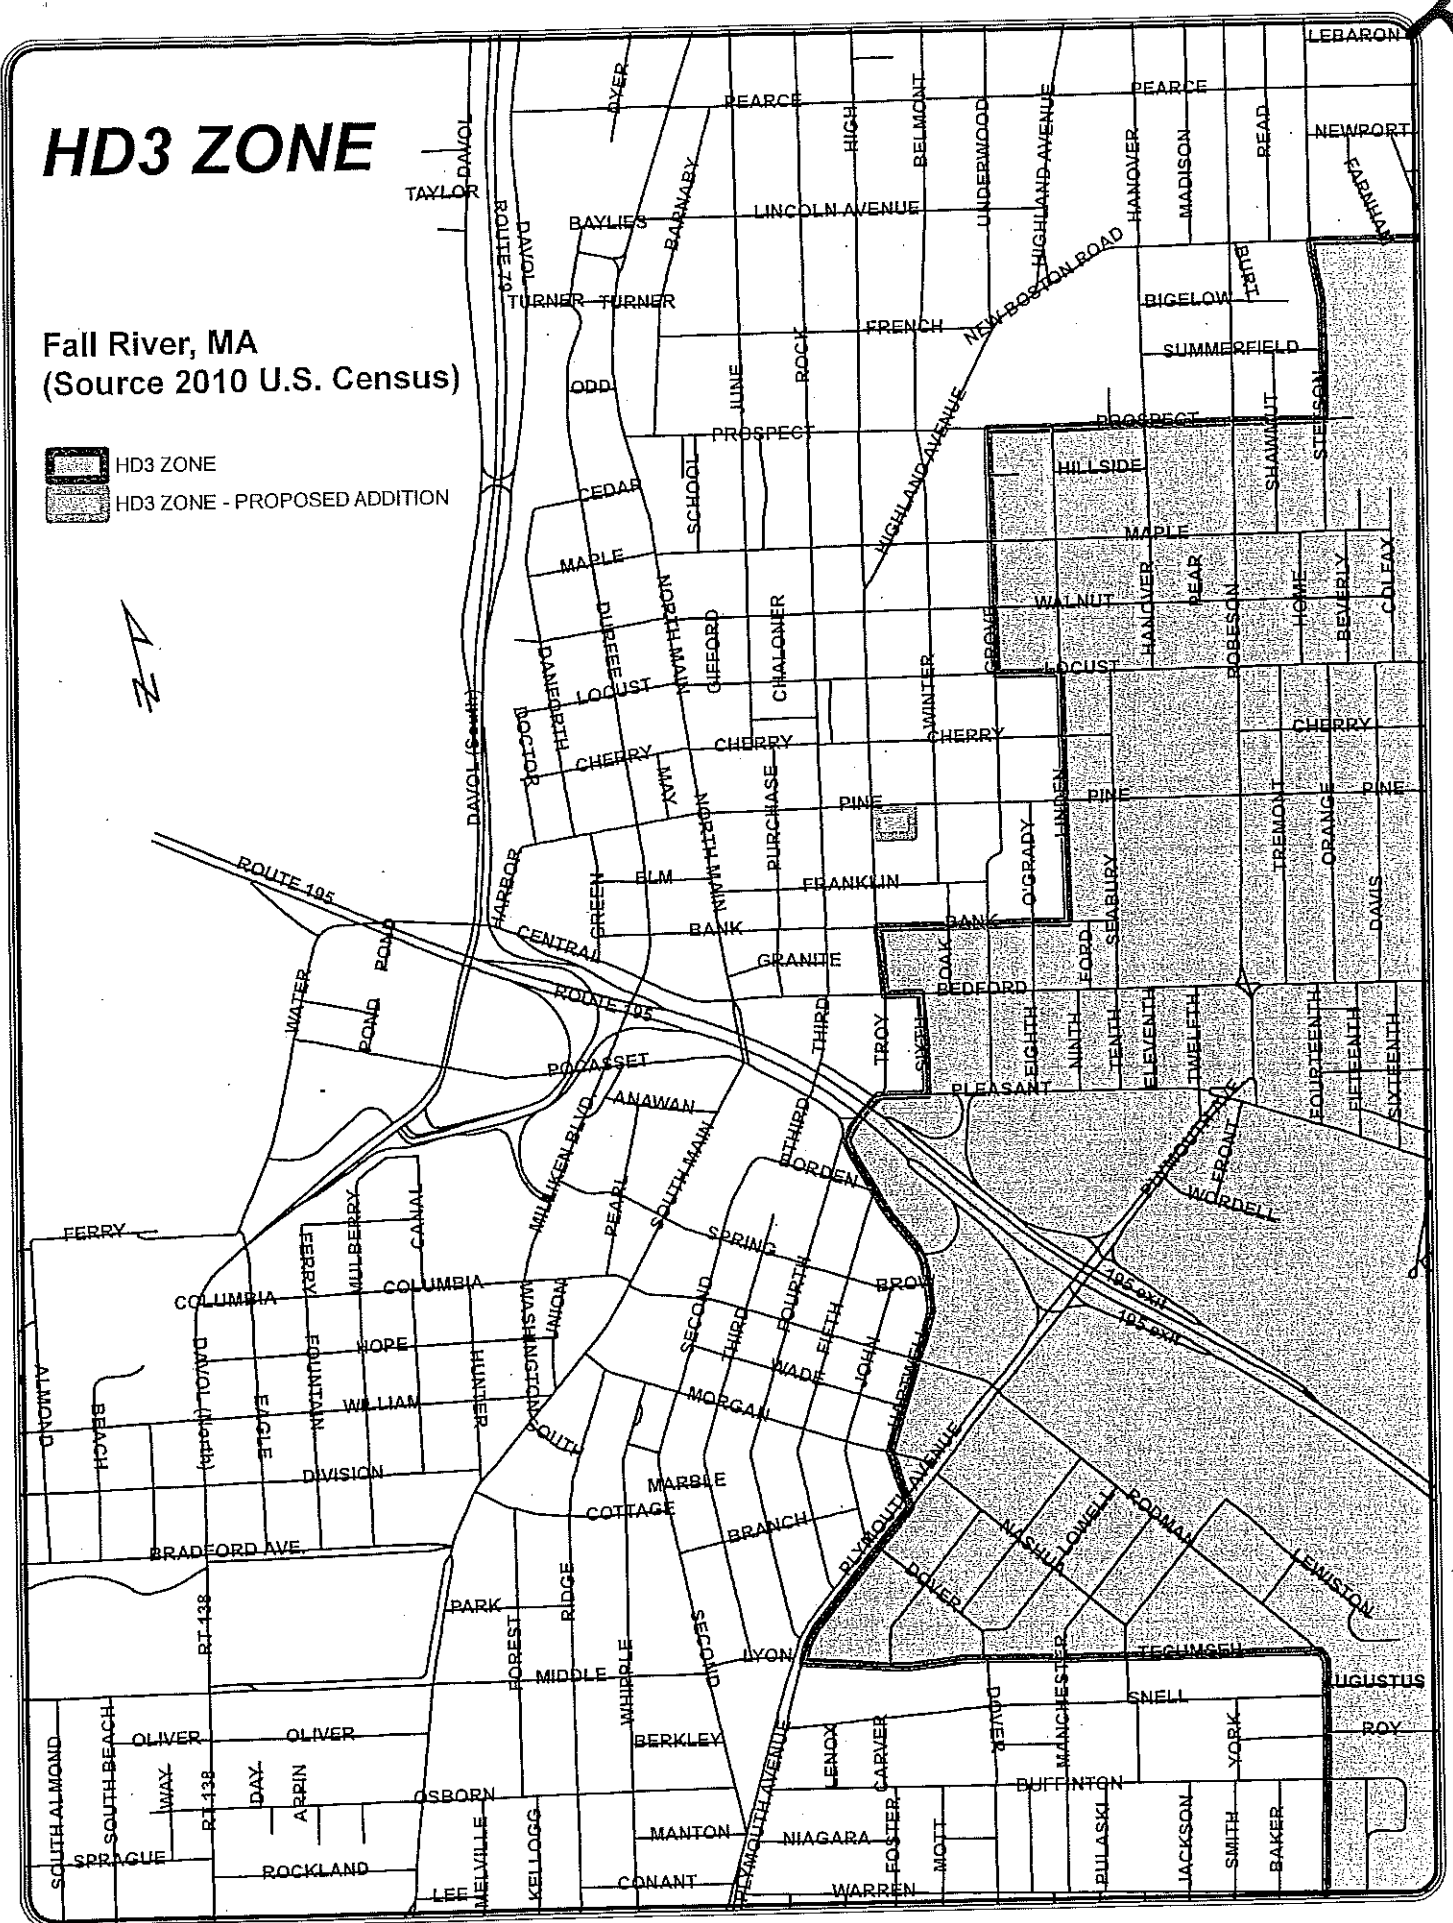 HD3 ZONE
Fall River, MA
(Source 2010 U.S. Census)
HD3 ZONE
HD3 ZONE - PROPOSED ADDITION
N
LEBARON
PEARCE
PEARCE
DYER
DAVOL
HIGH
BELMONT
UNDERWOOD
HIGHLAND AVENUE
HANOVER
MADISON
READ
NEWPORT
FARNHAM
TAYLOR
ROUTE 79
DAVOL
BAYLIES
BARNABY
LINCOLN AVENUE
NEW BOSTON ROAD
BURT
BIGELOW
TURNER
TURNER
FRENCH
SUMMERFIELD
ROCK
JUNE
ODD
PROSPECT
PROSPECT
HIGHLAND AVENUE
SHAWMUT
STETSON
HILLSIDE
SCHOOL
CEDAR
MAPLE
MAPLE
NORTH MAIN
DURFEE
GIFFORD
CHALONER
WALNUT
HANOVER
PEAR
ROBESON
HOME
BEVERLY
COLFAX
GROVE
DANFORTH
LOCUST
LOCUST
WINTER
DOCTOR
CHERRY
CHERRY
CHERRY
CHERRY
DAVOL (South)
MAY
NORTH MAIN
PURCHASE
PINE
PINE
PINE
LINDEN
O'GRADY
SEABURY
TREMONT
ORANGE
DAVIS
ROUTE 195
HARBOR
GREEN
ELM
FRANKLIN
BANK
BANK
POND
CENTRAL
GRANITE
OAK
FORD
BEDFORD
WATER
POND
ROUTE 195
THIRD
TROY
SIXTH
EIGHTH
NINTH
TENTH
ELEVENTH
TWELFTH
FOURTEENTH
FIFTEENTH
SIXTEENTH
POCASSET
PLEASANT
ANAWAN
MILLIKEN BLVD.
THIRD
PLYMOUTH AVE
FRONT
BORDEN
SOUTH MAIN
PEARL
WORDELL
FERRY
FERRY
MULBERRY
CANAL
SPRING
BROW
195 exit
195 exit
COLUMBIA
COLUMBIA
WASHINGTON
UNION
SECOND
THIRD
FOURTH
FIFTH
JOHN
HARTWELL
HOPE
WADE
ALMOND
BEACH
DAVOL (North)
EAGLE
FOUNTAIN
HUNTER
WILLIAM
MORGAN
SOUTH
DIVISION
MARBLE
COTTAGE
BRANCH
PLYMOUTH AVENUE
NASHUA
LOWELL
RODMAN
LEWISTON
DOVER
BRADFORD AVE.
PARK
RIDGE
RT 138
FOREST
WHIPPLE
SECOND
LYON
TECUMSEH
MIDDLE
DOVER
MANCHESTER
SNELL
UGUSTUS
ROY
OLIVER
OLIVER
BERKLEY
LENOX
CARVER
YORK
SOUTH ALMOND
SOUTH BEACH
WAY
RT 138
DAY
ARPIN
OSBORN
BUFFINTON
PLYMOUTH AVENUE
MELVILLE
KELLOGG
MANTON
NIAGARA
FOSTER
MOTT
PULASKI
JACKSON
SMITH
BAKER
SPRAGUE
ROCKLAND
LEE
CONANT
WARREN